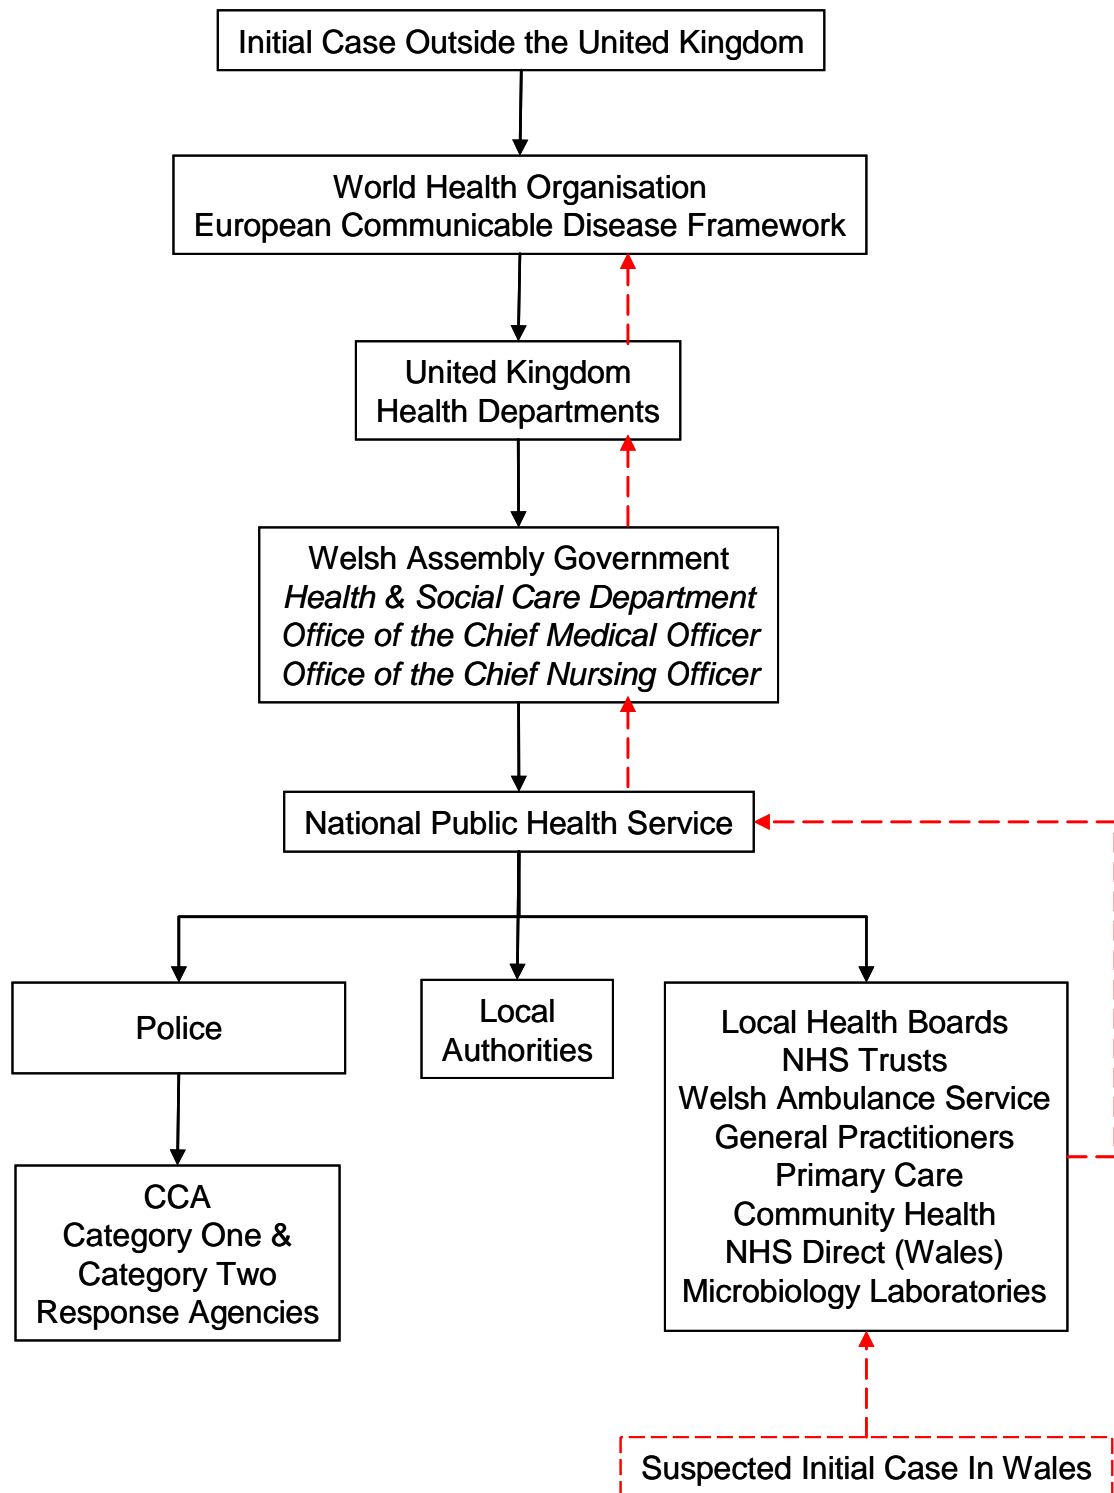 Initial Case Outside the United Kingdom
World Health Organisation
European Communicable Disease Framework
United Kingdom
Health Departments
Welsh Assembly Government
Health & Social Care Department
Office of the Chief Medical Officer
Office of the Chief Nursing Officer
National Public Health Service
Police
Local
Authorities
Local Health Boards
NHS Trusts
Welsh Ambulance Service
General Practitioners
Primary Care
Community Health
NHS Direct (Wales)
Microbiology Laboratories
CCA
Category One &
Category Two
Response Agencies
Suspected Initial Case In Wales